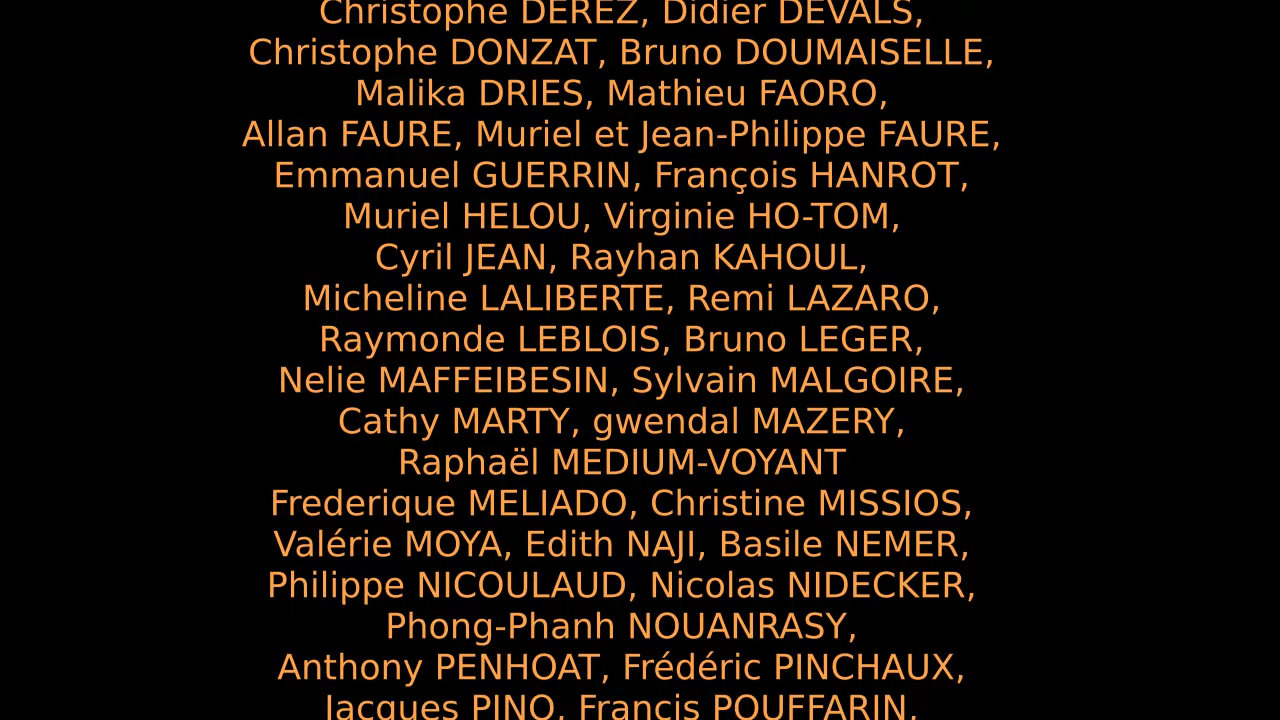 Christophe DEREZ, Didier DEVALS,
Christophe DONZAT, Bruno DOUMAISELLE,
Malika DRIES, Mathieu FAORO,
Allan FAURE, Muriel et Jean-Philippe FAURE,
Emmanuel GUERRIN, François HANROT,
Muriel HELOU, Virginie HO-TOM,
Cyril JEAN, Rayhan KAHOUL,
Micheline LALIBERTE, Remi LAZARO,
Raymonde LEBLOIS, Bruno LEGER,
Nelie MAFFEIBESIN, Sylvain MALGOIRE,
Cathy MARTY, gwendal MAZERY,
Raphaël MEDIUM-VOYANT
Frederique MELIADO, Christine MISSIOS,
Valérie MOYA, Edith NAJI, Basile NEMER,
Philippe NICOULAUD, Nicolas NIDECKER,
Phong-Phanh NOUANRASY,
Anthony PENHOAT, Frédéric PINCHAUX,
Jacques PINO, Francis POUFFARIN,